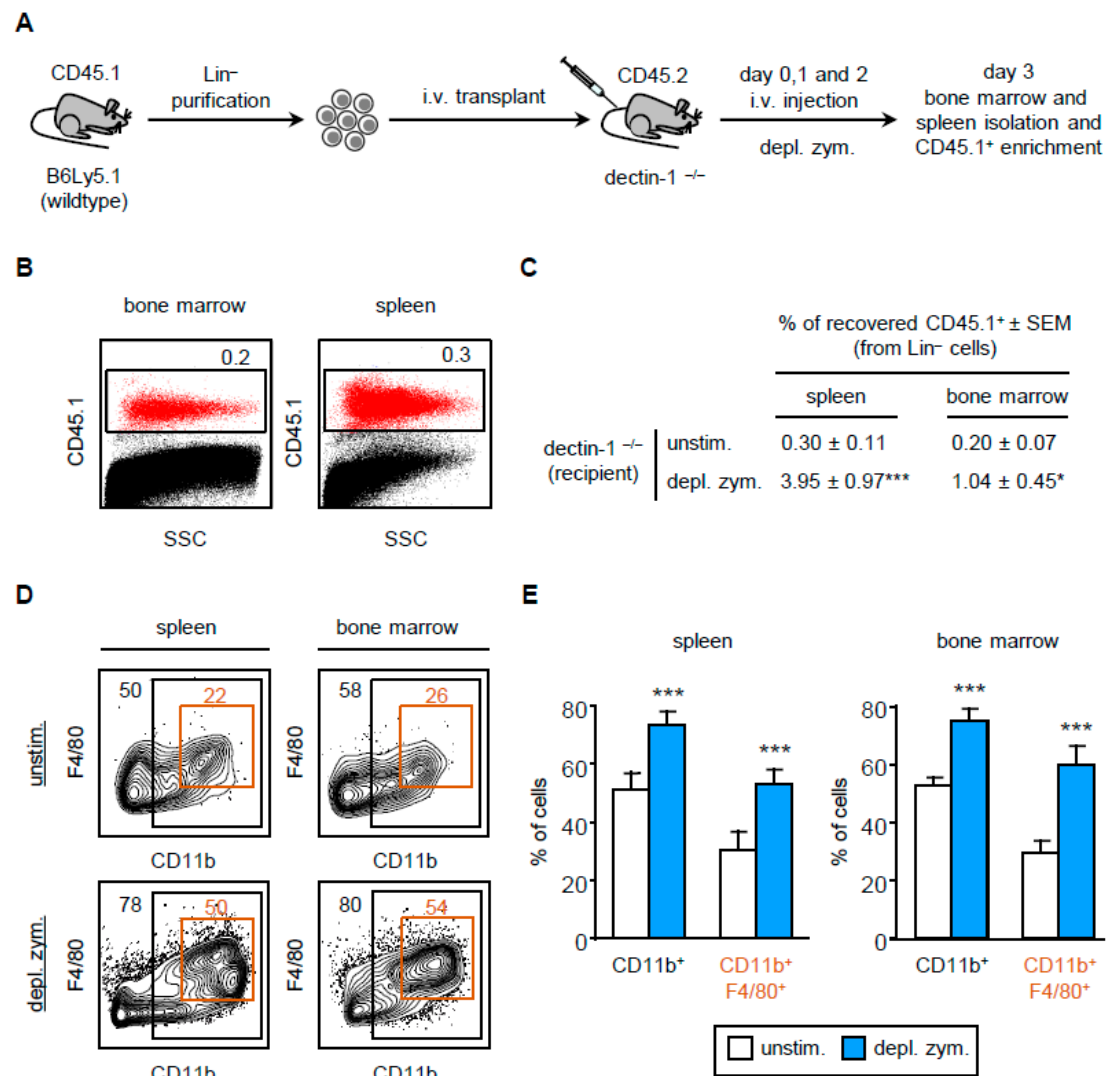 A
CD45.1
B6Ly5.1
(wildtype)
Lin⁻
purification
i.v. transplant
CD45.2
dectin-1 ⁻/⁻
day 0,1 and 2
i.v. injection
depl. zym.
day 3
bone marrow and
spleen isolation and
CD45.1⁺ enrichment
B
bone marrow
spleen
0.2
0.3
CD45.1
CD45.1
SSC
SSC
C
% of recovered CD45.1⁺ ± SEM
(from Lin⁻ cells)
spleen
bone marrow
dectin-1 ⁻/⁻
(recipient)
unstim.
0.30 ± 0.11
0.20 ± 0.07
depl. zym.
3.95 ± 0.97***
1.04 ± 0.45*
D
spleen
bone marrow
unstim.
F4/80
50
22
F4/80
58
26
CD11b
CD11b
depl. zym.
F4/80
78
50
F4/80
80
54
CD11b
CD11b
E
spleen
bone marrow
% of cells
80
60
40
20
0
***
***
CD11b⁺
CD11b⁺
F4/80⁺
% of cells
80
60
40
20
0
***
***
CD11b⁺
CD11b⁺
F4/80⁺
unstim.
depl. zym.